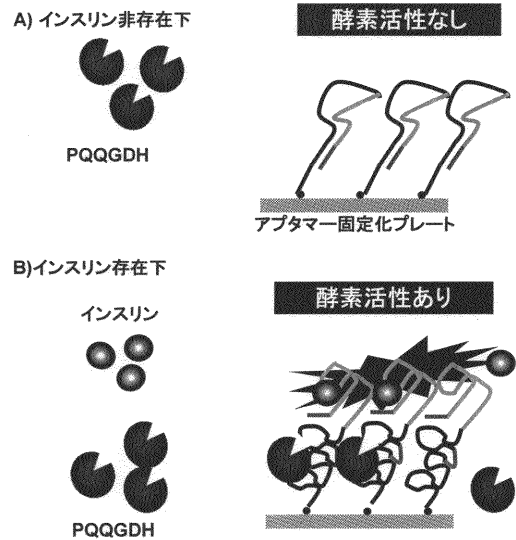 A) インスリン非存在下
酵素活性なし
PQQGDH
アプタマー固定化プレート
B)インスリン存在下
酵素活性あり
インスリン
PQQGDH